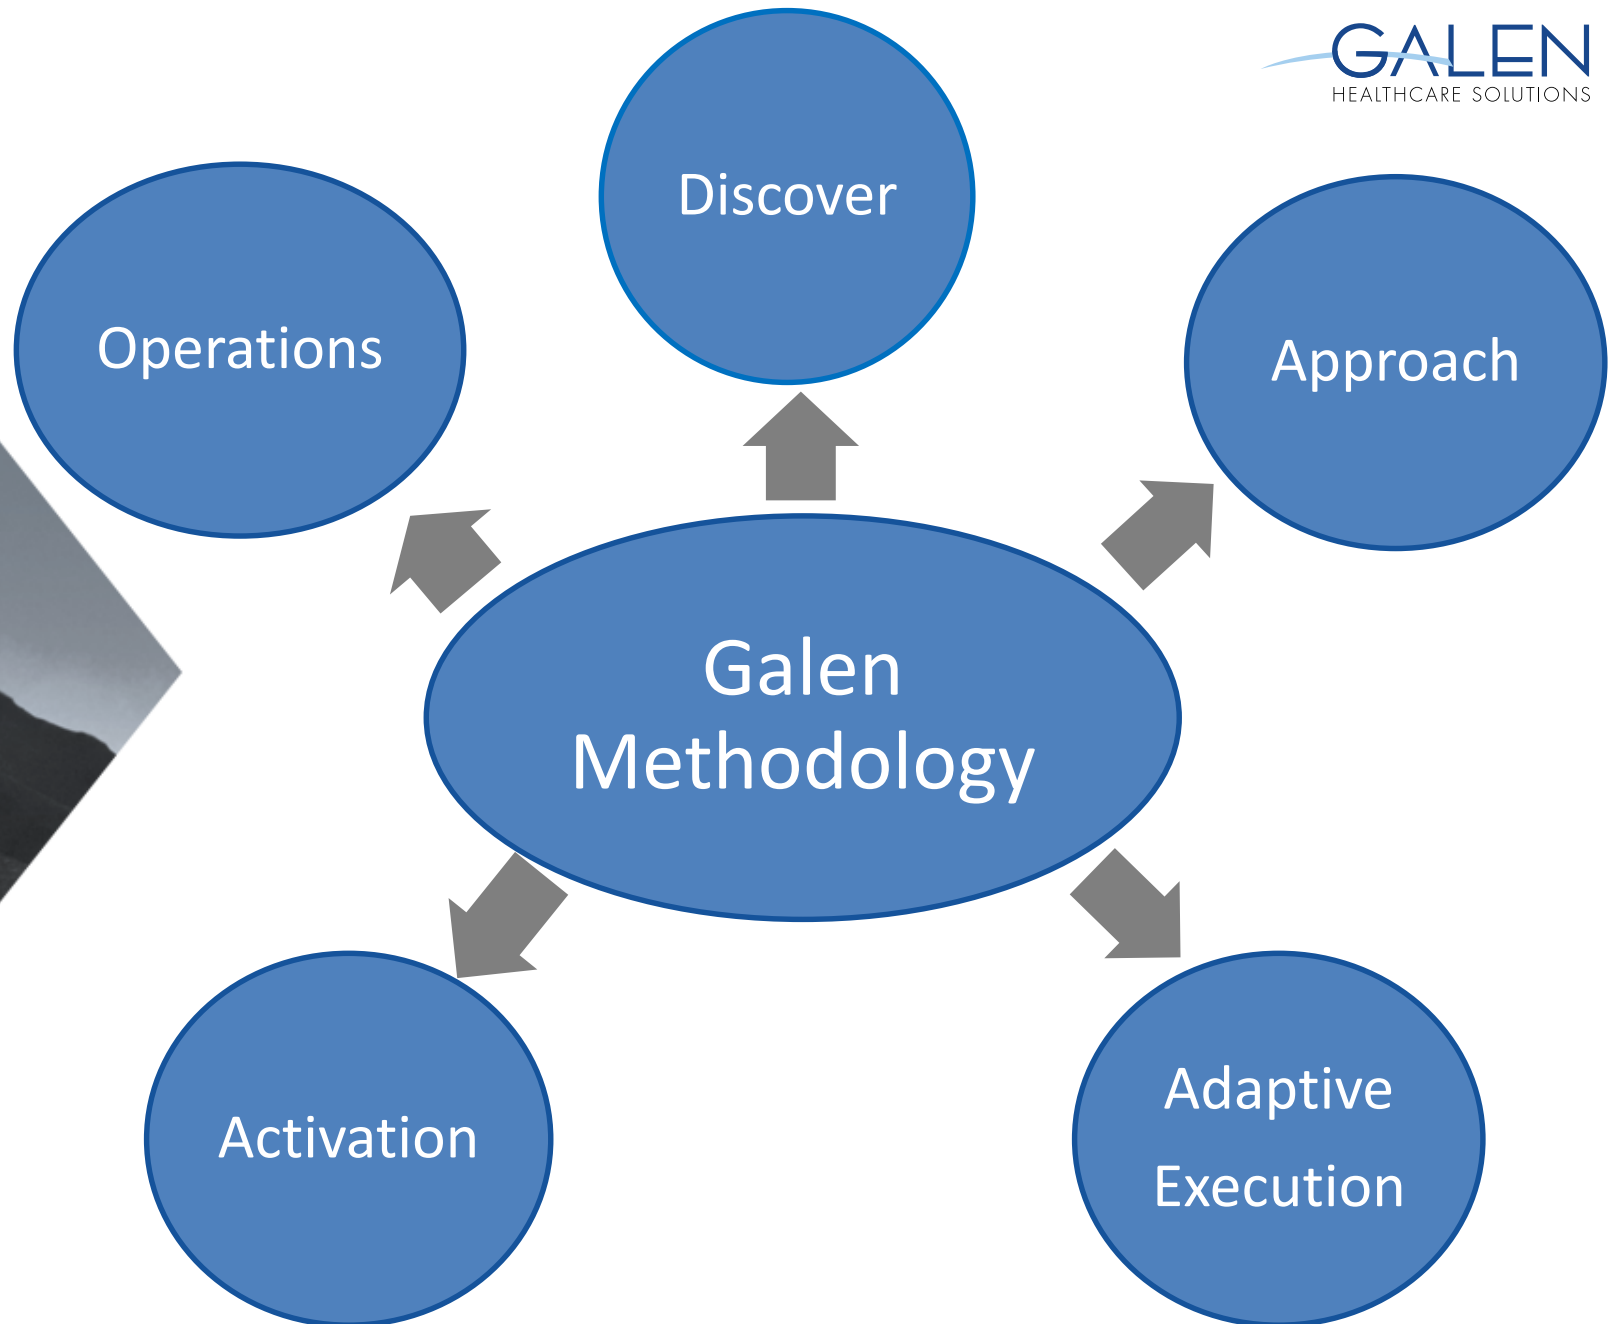 GALEN
HEALTHCARE SOLUTIONS
Discover
Operations
Approach
Galen
Methodology
Adaptive
Execution
Activation